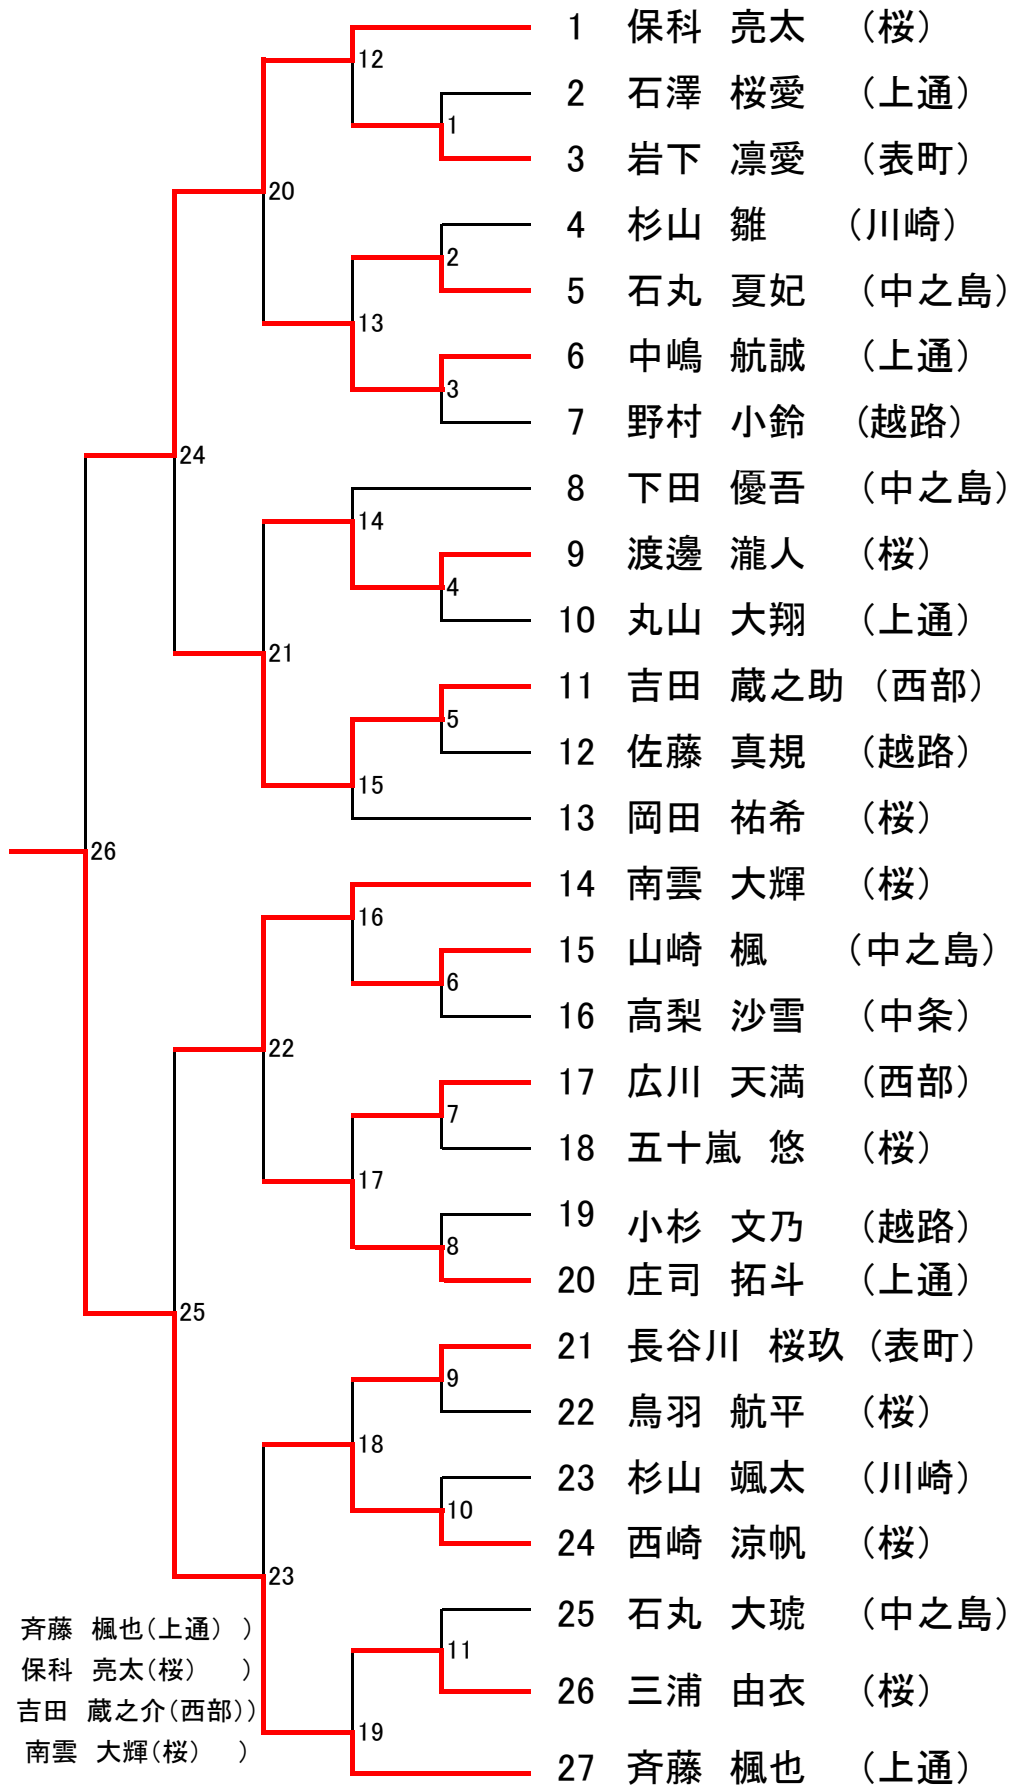 1 保科 亮太 （桜）
12
2 石澤 桜愛 （上通）
1
3 岩下 凛愛 （表町）
20
4 杉山 雛 （川崎）
2
5 石丸 夏妃 （中之島）
13
6 中嶋 航誠 （上通）
3
7 野村 小鈴 （越路）
24
8 下田 優吾 （中之島）
14
9 渡邊 瀧人 （桜）
4
10 丸山 大翔 （上通）
21
11 吉田 蔵之助 （西部）
5
12 佐藤 真規 （越路）
15
13 岡田 祐希 （桜）
26
14 南雲 大輝 （桜）
16
15 山崎 楓 （中之島）
6
16 高梨 沙雪 （中条）
22
17 広川 天満 （西部）
7
18 五十嵐 悠 （桜）
17
19 小杉 文乃 （越路）
8
20 庄司 拓斗 （上通）
25
21 長谷川 桜玖 （表町）
9
22 鳥羽 航平 （桜）
18
23 杉山 颯太 （川崎）
10
24 西崎 涼帆 （桜）
23
25 石丸 大琥 （中之島）
11
26 三浦 由衣 （桜）
19
27 斉藤 楓也 （上通）
斉藤 楓也（上通） ）
保科 亮太（桜） ）
吉田 蔵之介（西部））
南雲 大輝（桜） ）